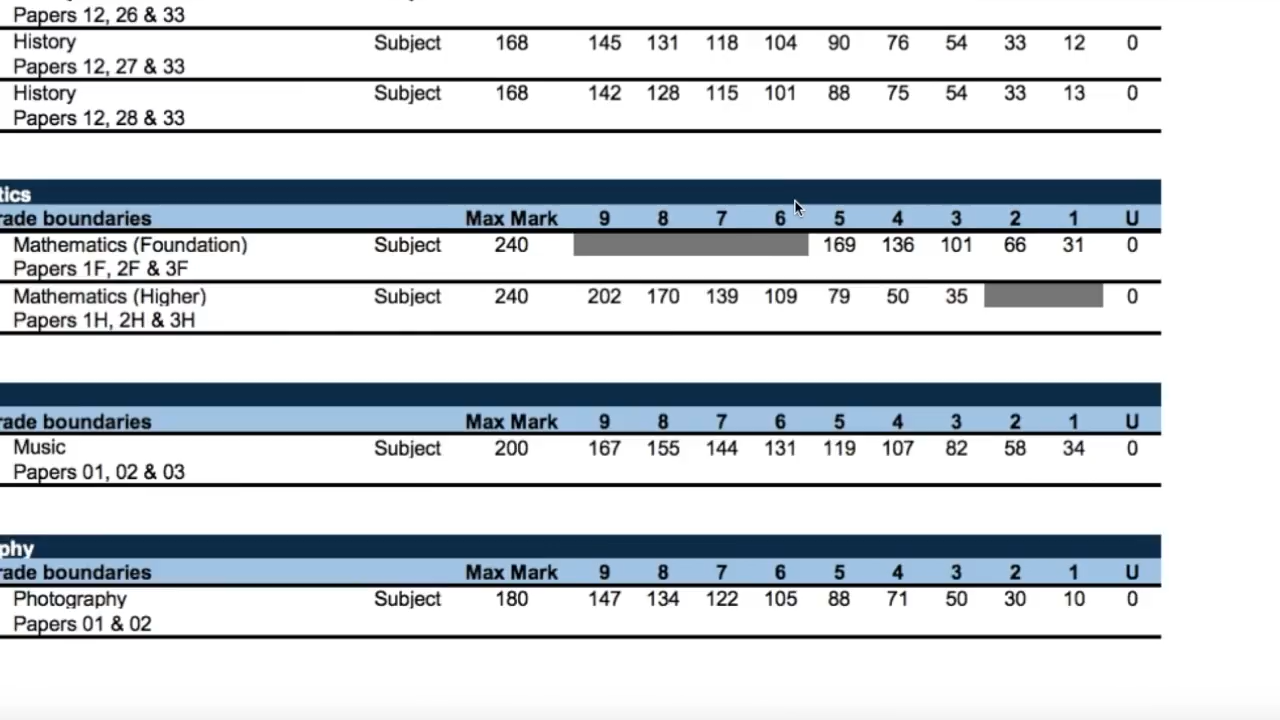 Papers 12, 26 & 33
History Subject 168 145 131 118 104 90 76 54 33 12 0
Papers 12, 27 & 33
History Subject 168 142 128 115 101 88 75 54 33 13 0
Papers 12, 28 & 33
tics
rade boundaries Max Mark 9 8 7 6 5 4 3 2 1 U
Mathematics (Foundation) Subject 240 169 136 101 66 31 0
Papers 1F, 2F & 3F
Mathematics (Higher) Subject 240 202 170 139 109 79 50 35 0
Papers 1H, 2H & 3H
rade boundaries Max Mark 9 8 7 6 5 4 3 2 1 U
Music Subject 200 167 155 144 131 119 107 82 58 34 0
Papers 01, 02 & 03
phy
rade boundaries Max Mark 9 8 7 6 5 4 3 2 1 U
Photography Subject 180 147 134 122 105 88 71 50 30 10 0
Papers 01 & 02